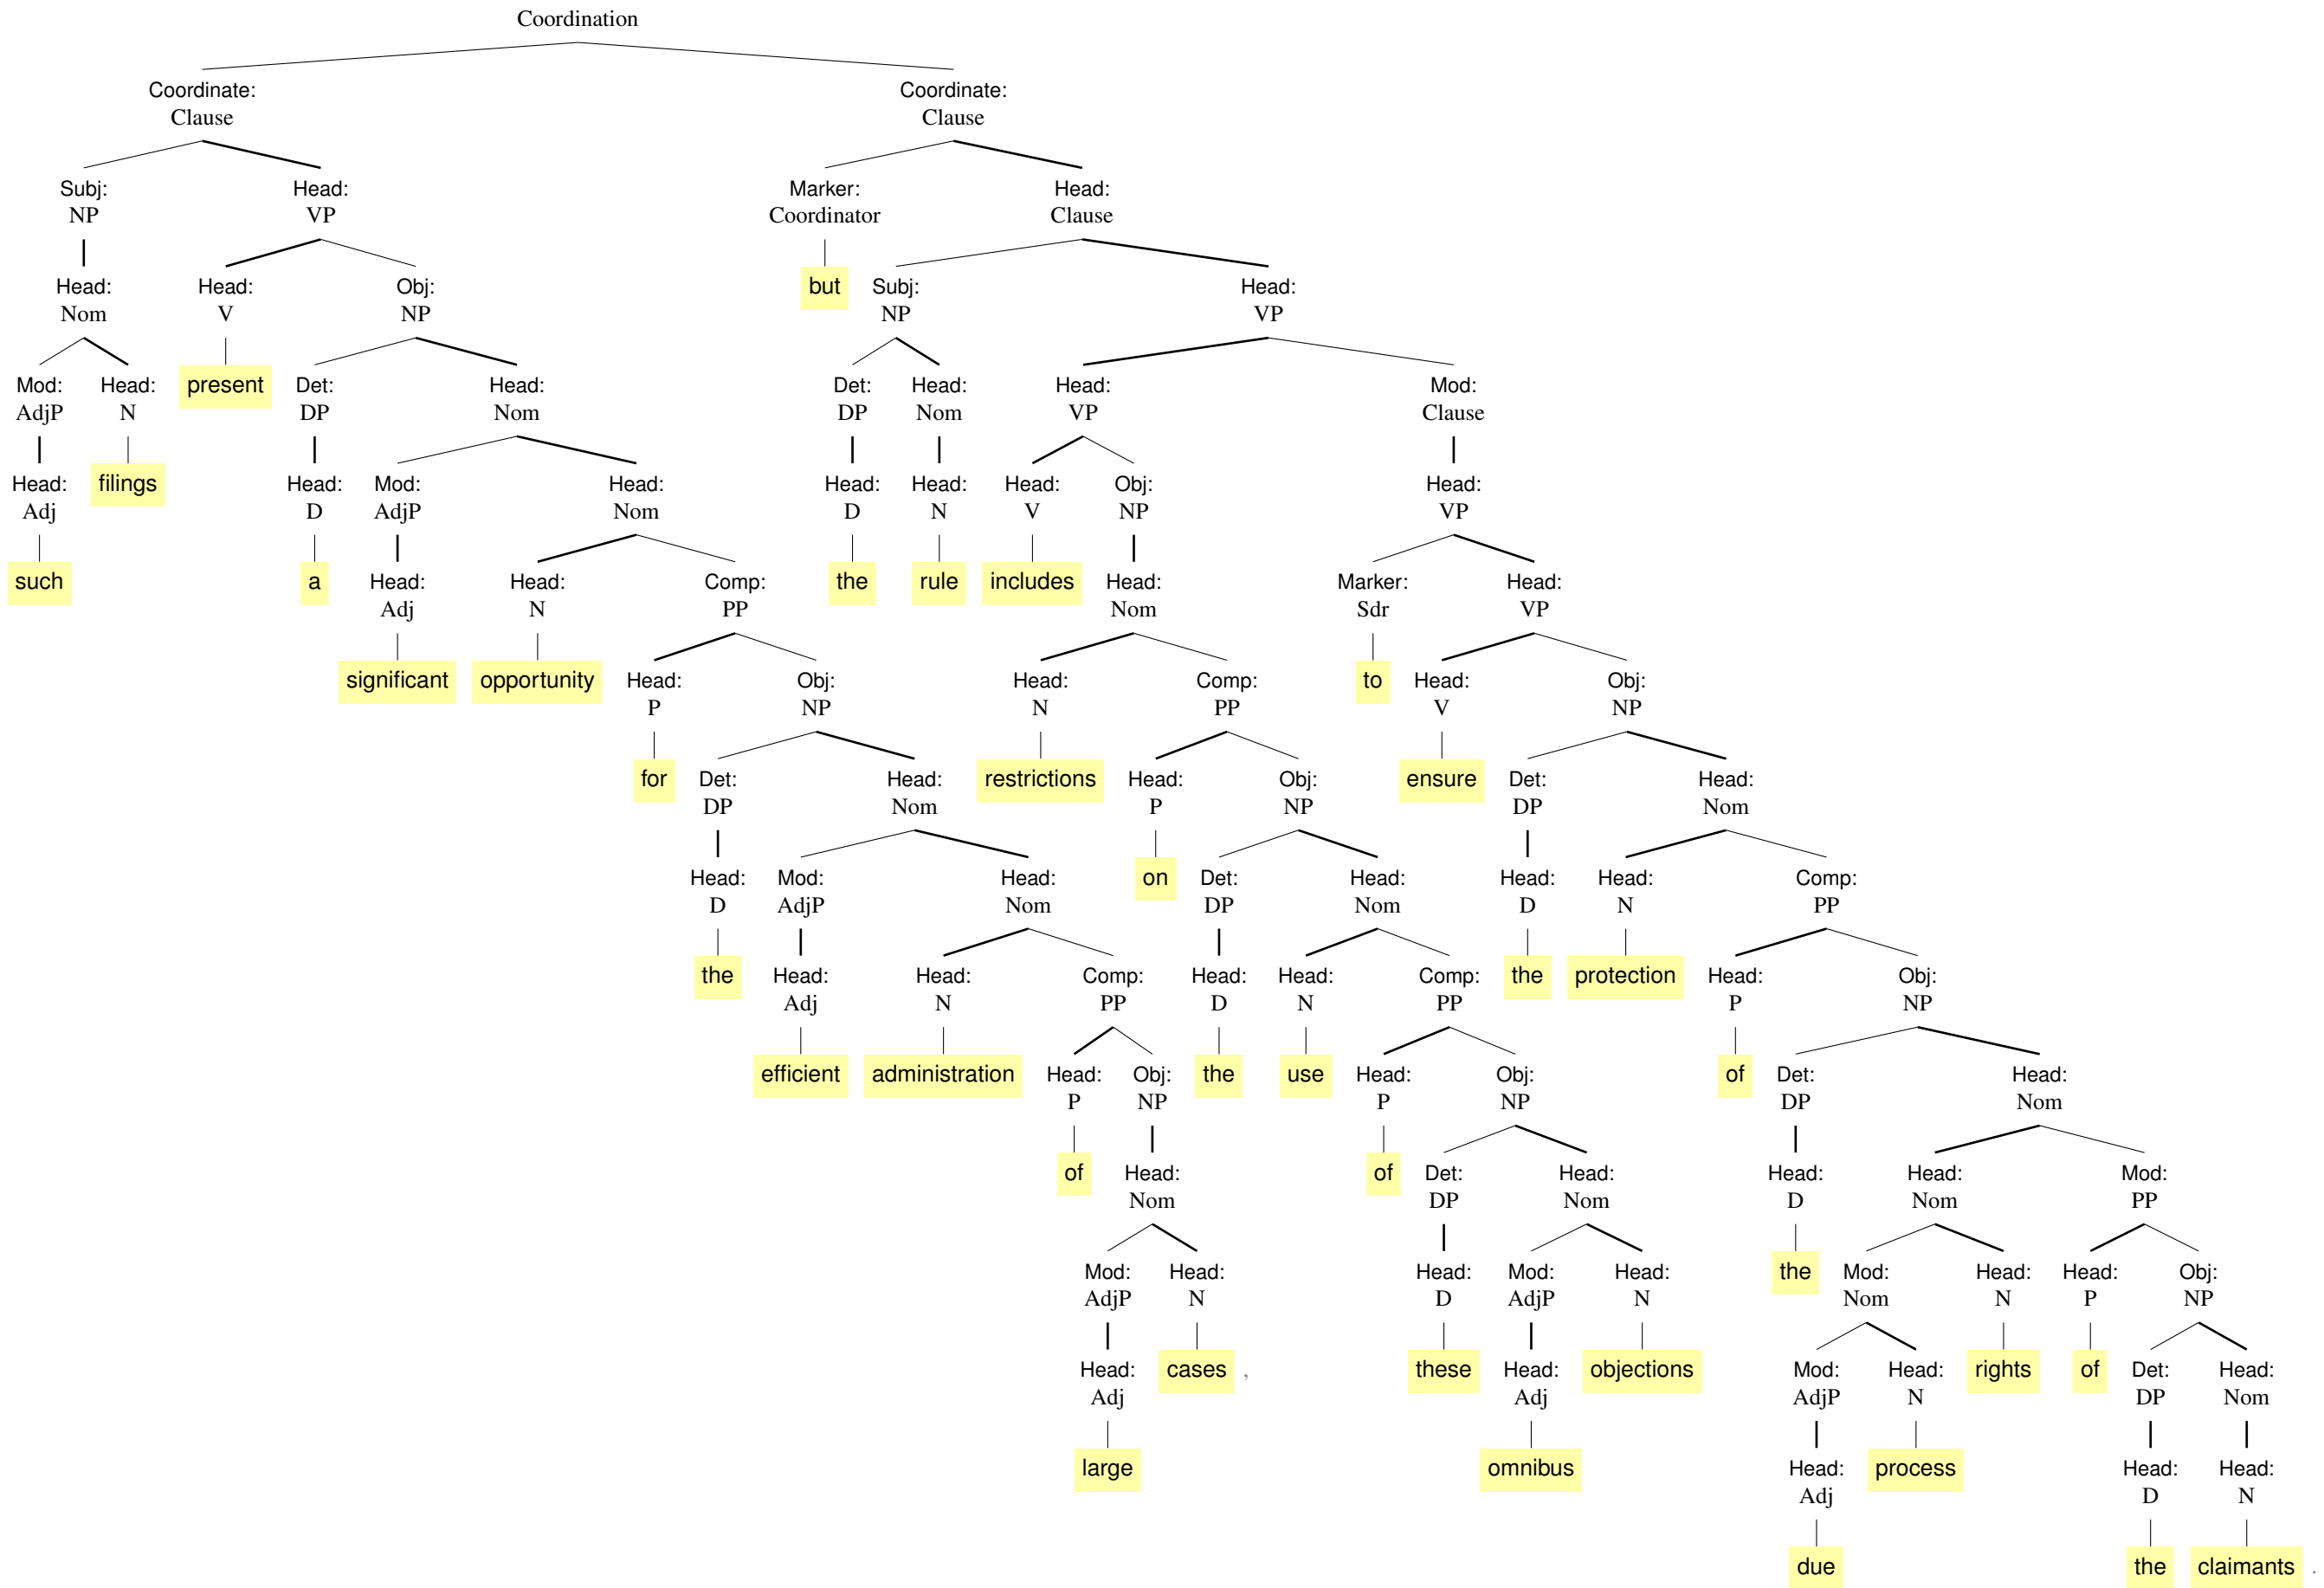 Coordination
Coordinate: Coordinate:
Clause Clause
Subj: Head: Marker: Head:
NP VP Coordinator Clause
Head: Head: Obj: but Subj: Head:
Nom V NP NP VP
Mod: Head: present Det: Head: Det: Head: Head: Mod:
AdjP N DP Nom DP Nom VP Clause
Head: filings Head: Mod: Head: Head: Head: Head: Obj: Head:
Adj D AdjP Nom D N V NP VP
such a Head: Head: Comp: the rule includes Head: Marker: Head:
Adj N PP Nom Sdr VP
significant opportunity Head: Obj: Head: Comp: to Head: Obj:
P NP N PP V NP
for Det: Head: restrictions Head: Obj: ensure Det: Head:
DP Nom P NP DP Nom
Head: Mod: Head: on Det: Head: Head: Head: Comp:
D AdjP Nom DP Nom D N PP
the Head: Head: Comp: Head: Head: Comp: the protection Head: Obj:
Adj N PP D N PP P NP
efficient administration Head: Obj: the use Head: Obj: of Det: Head:
P NP P NP DP Nom
of Head: of Det: Head: Head: Head: Mod:
Nom DP Nom D Nom PP
Mod: Head: Head: Mod: Head: the Mod: Head: Head: Obj:
AdjP N D AdjP N Nom N P NP
Head: cases , these Head: objections Mod: Head: rights of Det: Head:
Adj Adj AdjP N DP Nom
large omnibus Head: process Head: Head:
Adj D N
due the claimants .